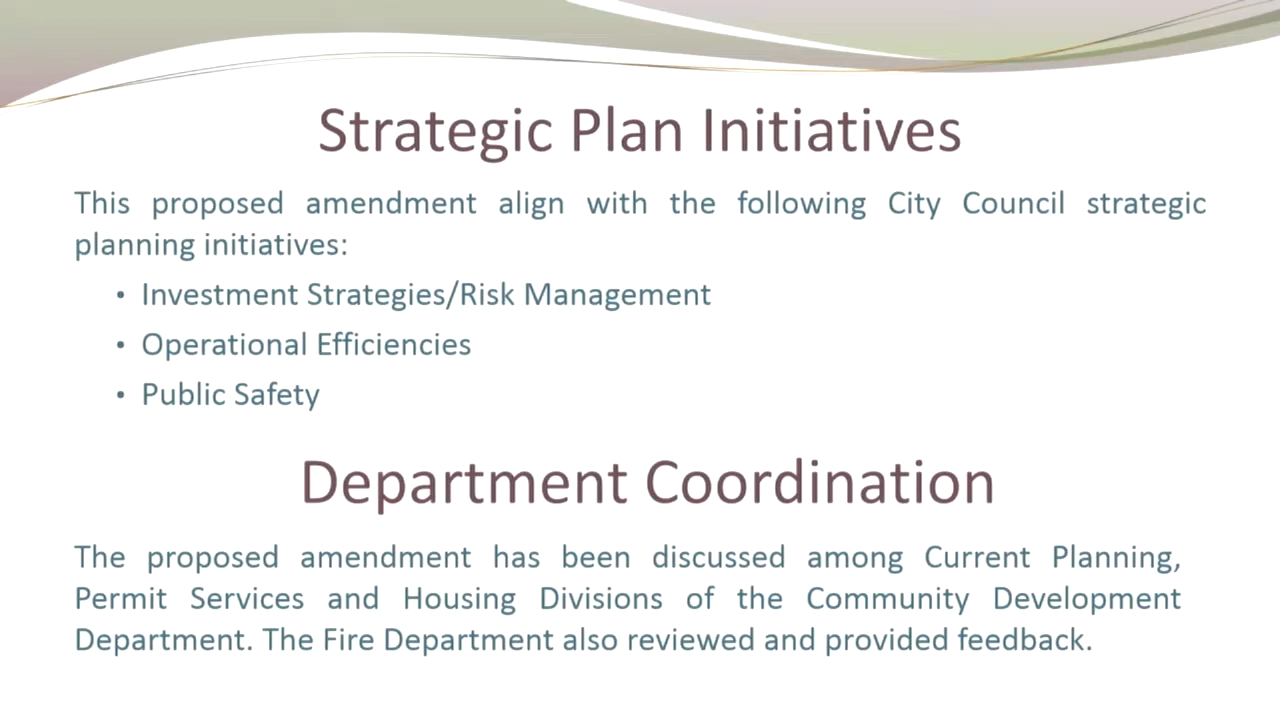 Strategic Plan Initiatives
This proposed amendment align with the following City Council strategic
planning initiatives:
• Investment Strategies/Risk Management
• Operational Efficiencies
• Public Safety
Department Coordination
The proposed amendment has been discussed among Current Planning,
Permit Services and Housing Divisions of the Community Development
Department. The Fire Department also reviewed and provided feedback.